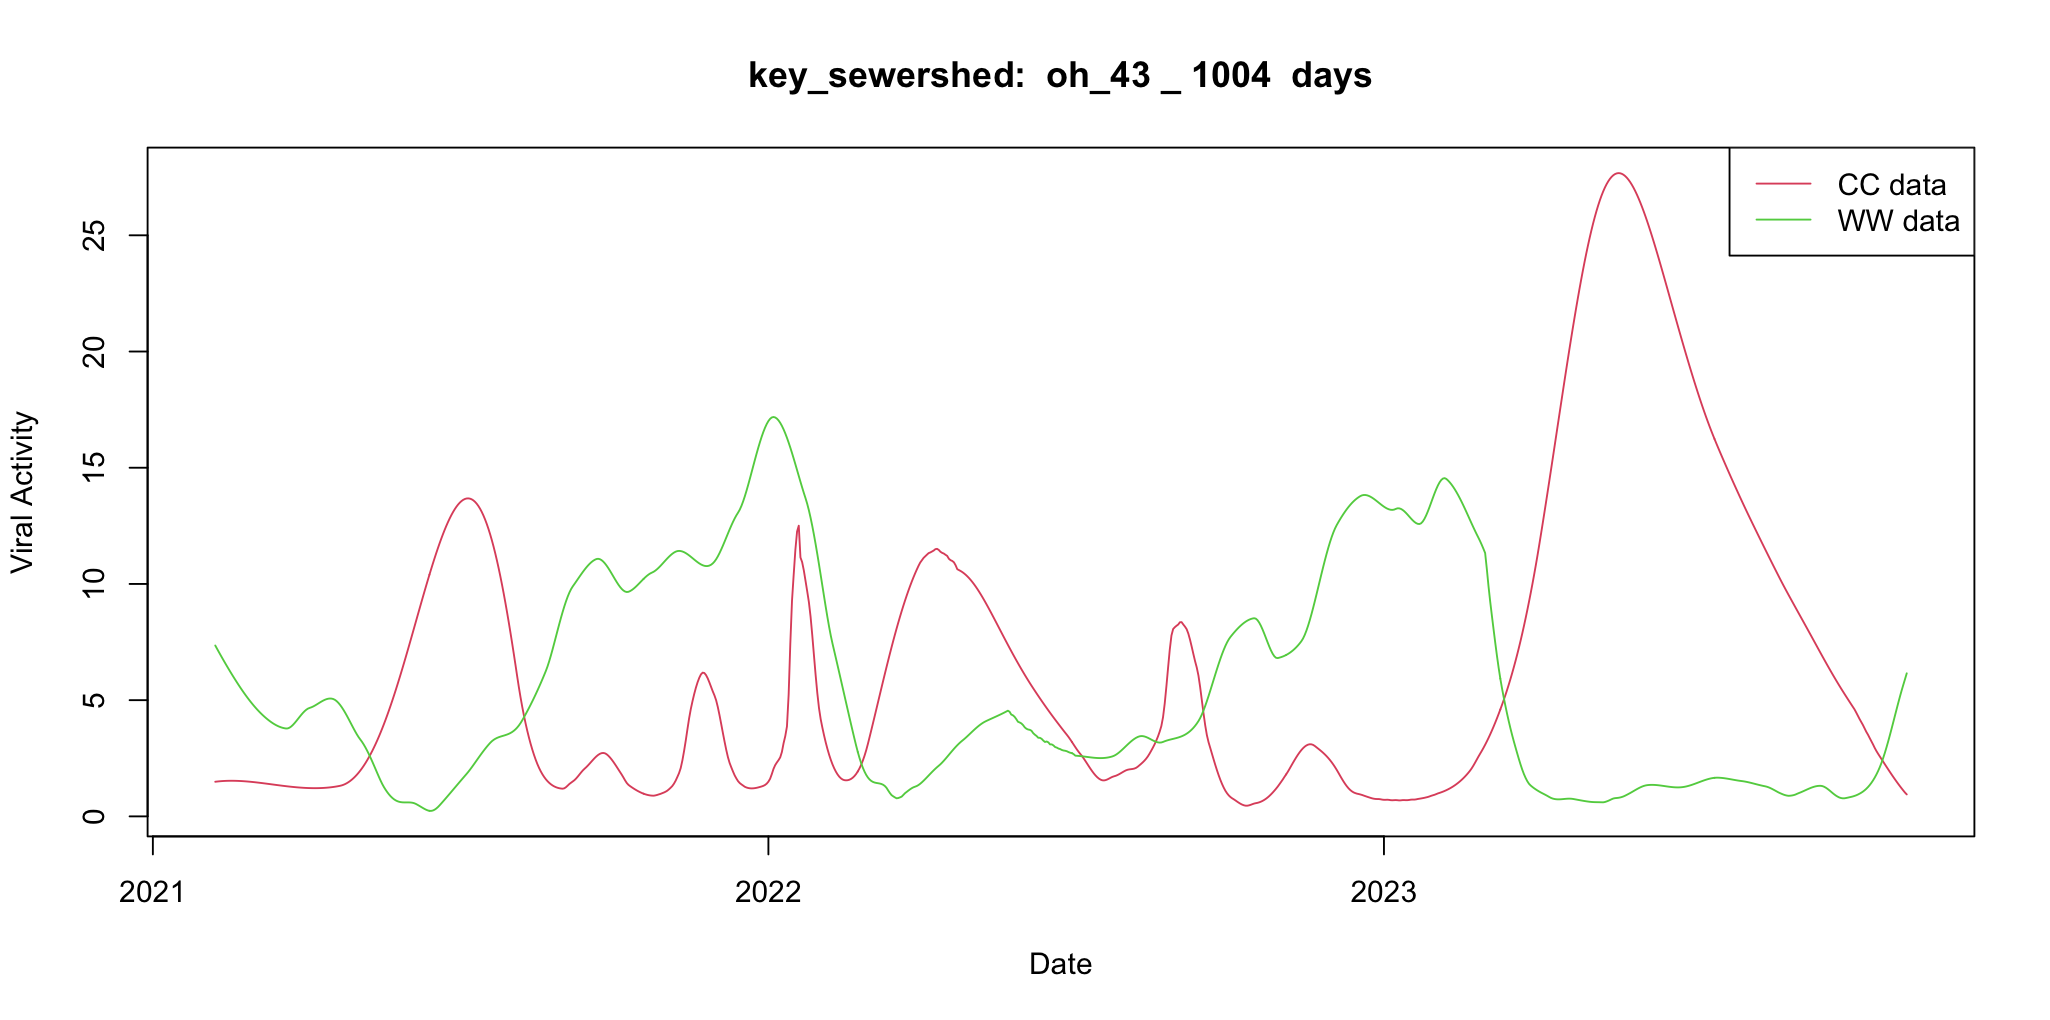 key_sewershed:  oh_43 _ 1004  days
CC data
WW data
Viral Activity
25
20
15
10
5
0
2021
2022
2023
Date